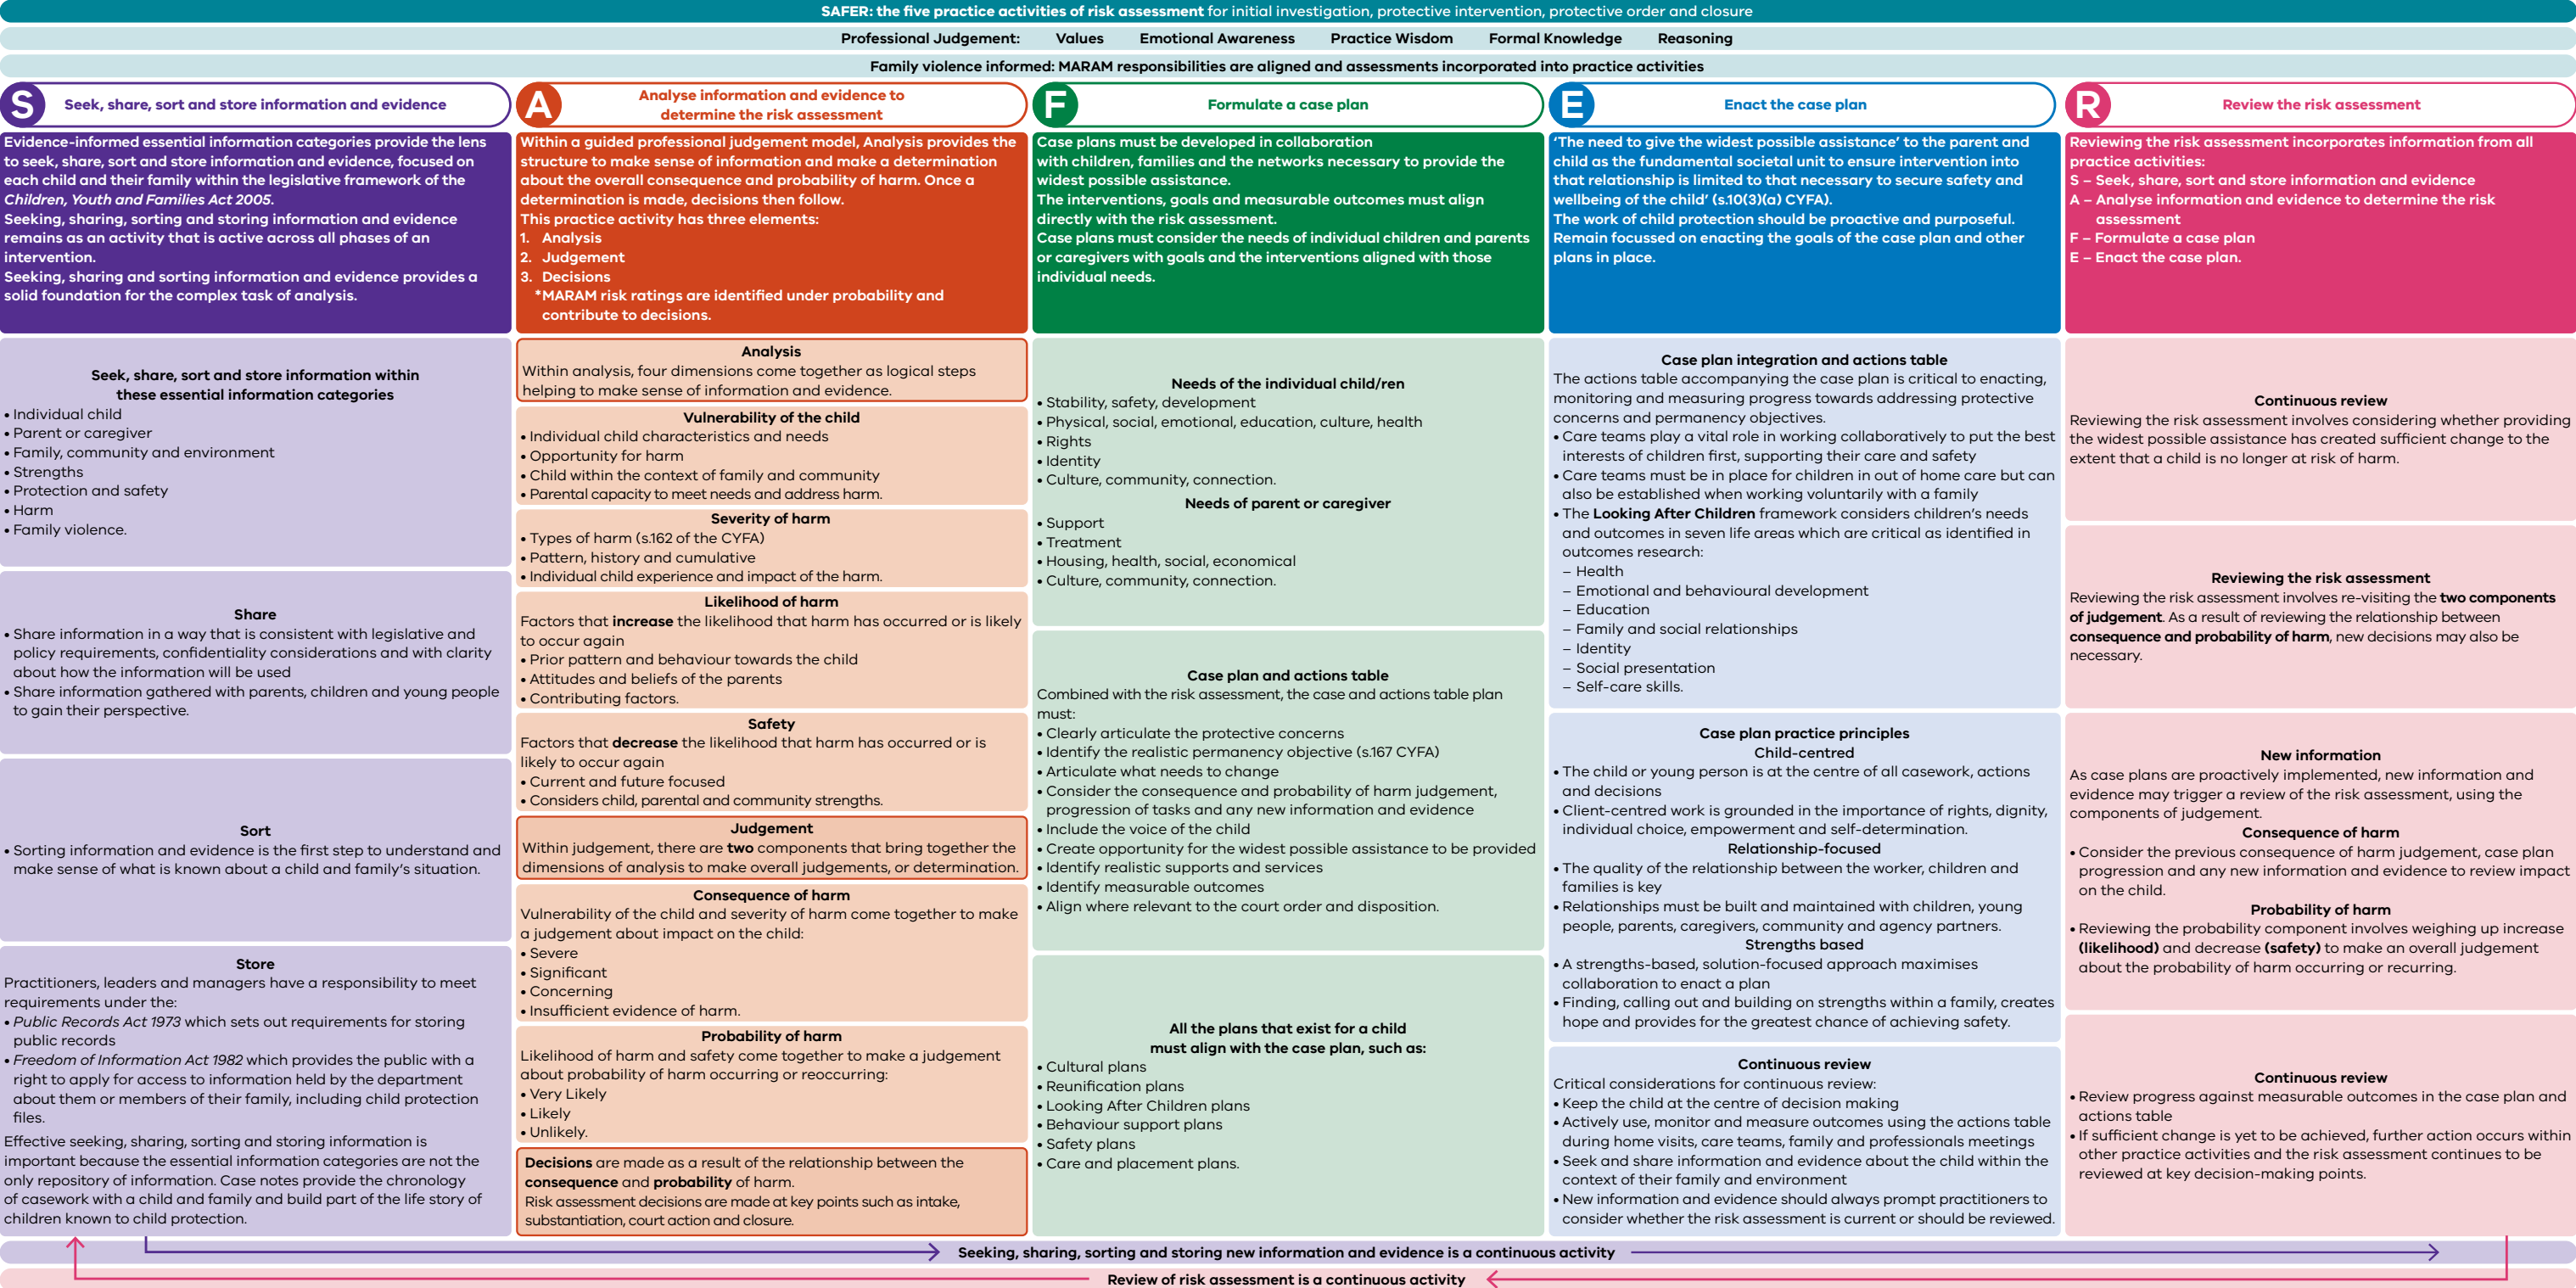 SAFER: the five practice activities of risk assessment for initial investigation, protective intervention, protective order and closure
Professional Judgement: Values Emotional Awareness Practice Wisdom Formal Knowledge Reasoning
Family violence informed: MARAM responsibilities are aligned and assessments incorporated into practice activities
S Seek, share, sort and store information and evidence
Evidence-informed essential information categories provide the lens
to seek, share, sort and store information and evidence, focused on
each child and their family within the legislative framework of the
Children, Youth and Families Act 2005.
Seeking, sharing, sorting and storing information and evidence
remains as an activity that is active across all phases of an
intervention.
Seeking, sharing and sorting information and evidence provides a
solid foundation for the complex task of analysis.
Seek, share, sort and store information within
these essential information categories
• Individual child
• Parent or caregiver
• Family, community and environment
• Strengths
• Protection and safety
• Harm
• Family violence.
Share
• Share information in a way that is consistent with legislative and
policy requirements, confidentiality considerations and with clarity
about how the information will be used
• Share information gathered with parents, children and young people
to gain their perspective.
Sort
• Sorting information and evidence is the first step to understand and
make sense of what is known about a child and family's situation.
Store
Practitioners, leaders and managers have a responsibility to meet
requirements under the:
• Public Records Act 1973 which sets out requirements for storing
public records
• Freedom of Information Act 1982 which provides the public with a
right to apply for access to information held by the department
about them or members of their family, including child protection
files.
Effective seeking, sharing, sorting and storing information is
important because the essential information categories are not the
only repository of information. Case notes provide the chronology
of casework with a child and family and build part of the life story of
children known to child protection.
A Analyse information and evidence to
determine the risk assessment
Within a guided professional judgement model, Analysis provides the
structure to make sense of information and make a determination
about the overall consequence and probability of harm. Once a
determination is made, decisions then follow.
This practice activity has three elements:
1. Analysis
2. Judgement
3. Decisions
*MARAM risk ratings are identified under probability and
contribute to decisions.
Analysis
Within analysis, four dimensions come together as logical steps
helping to make sense of information and evidence.
Vulnerability of the child
• Individual child characteristics and needs
• Opportunity for harm
• Child within the context of family and community
• Parental capacity to meet needs and address harm.
Severity of harm
• Types of harm (s.162 of the CYFA)
• Pattern, history and cumulative
• Individual child experience and impact of the harm.
Likelihood of harm
Factors that increase the likelihood that harm has occurred or is likely
to occur again
• Prior pattern and behaviour towards the child
• Attitudes and beliefs of the parents
• Contributing factors.
Safety
Factors that decrease the likelihood that harm has occurred or is
likely to occur again
• Current and future focused
• Considers child, parental and community strengths.
Judgement
Within judgement, there are two components that bring together the
dimensions of analysis to make overall judgements, or determination.
Consequence of harm
Vulnerability of the child and severity of harm come together to make
a judgement about impact on the child:
• Severe
• Significant
• Concerning
• Insufficient evidence of harm.
Probability of harm
Likelihood of harm and safety come together to make a judgement
about probability of harm occurring or reoccurring:
• Very Likely
• Likely
• Unlikely.
Decisions are made as a result of the relationship between the
consequence and probability of harm.
Risk assessment decisions are made at key points such as intake,
substantiation, court action and closure.
F Formulate a case plan
Case plans must be developed in collaboration
with children, families and the networks necessary to provide the
widest possible assistance.
The interventions, goals and measurable outcomes must align
directly with the risk assessment.
Case plans must consider the needs of individual children and parents
or caregivers with goals and the interventions aligned with those
individual needs.
Needs of the individual child/ren
• Stability, safety, development
• Physical, social, emotional, education, culture, health
• Rights
• Identity
• Culture, community, connection.
Needs of parent or caregiver
• Support
• Treatment
• Housing, health, social, economical
• Culture, community, connection.
Case plan and actions table
Combined with the risk assessment, the case and actions table plan
must:
• Clearly articulate the protective concerns
• Identify the realistic permanency objective (s.167 CYFA)
• Articulate what needs to change
• Consider the consequence and probability of harm judgement,
progression of tasks and any new information and evidence
• Include the voice of the child
• Create opportunity for the widest possible assistance to be provided
• Identify realistic supports and services
• Identify measurable outcomes
• Align where relevant to the court order and disposition.
All the plans that exist for a child
must align with the case plan, such as:
• Cultural plans
• Reunification plans
• Looking After Children plans
• Behaviour support plans
• Safety plans
• Care and placement plans.
E Enact the case plan
'The need to give the widest possible assistance' to the parent and
child as the fundamental societal unit to ensure intervention into
that relationship is limited to that necessary to secure safety and
wellbeing of the child' (s.10(3)(a) CYFA).
The work of child protection should be proactive and purposeful.
Remain focussed on enacting the goals of the case plan and other
plans in place.
Case plan integration and actions table
The actions table accompanying the case plan is critical to enacting,
monitoring and measuring progress towards addressing protective
concerns and permanency objectives.
• Care teams play a vital role in working collaboratively to put the best
interests of children first, supporting their care and safety
• Care teams must be in place for children in out of home care but can
also be established when working voluntarily with a family
• The Looking After Children framework considers children's needs
and outcomes in seven life areas which are critical as identified in
outcomes research:
– Health
– Emotional and behavioural development
– Education
– Family and social relationships
– Identity
– Social presentation
– Self-care skills.
Case plan practice principles
Child-centred
• The child or young person is at the centre of all casework, actions
and decisions
• Client-centred work is grounded in the importance of rights, dignity,
individual choice, empowerment and self-determination.
Relationship-focused
• The quality of the relationship between the worker, children and
families is key
• Relationships must be built and maintained with children, young
people, parents, caregivers, community and agency partners.
Strengths based
• A strengths-based, solution-focused approach maximises
collaboration to enact a plan
• Finding, calling out and building on strengths within a family, creates
hope and provides for the greatest chance of achieving safety.
Continuous review
Critical considerations for continuous review:
• Keep the child at the centre of decision making
• Actively use, monitor and measure outcomes using the actions table
during home visits, care teams, family and professionals meetings
• Seek and share information and evidence about the child within the
context of their family and environment
• New information and evidence should always prompt practitioners to
consider whether the risk assessment is current or should be reviewed.
R Review the risk assessment
Reviewing the risk assessment incorporates information from all
practice activities:
S – Seek, share, sort and store information and evidence
A – Analyse information and evidence to determine the risk
assessment
F – Formulate a case plan
E – Enact the case plan.
Continuous review
Reviewing the risk assessment involves considering whether providing
the widest possible assistance has created sufficient change to the
extent that a child is no longer at risk of harm.
Reviewing the risk assessment
Reviewing the risk assessment involves re-visiting the two components
of judgement. As a result of reviewing the relationship between
consequence and probability of harm, new decisions may also be
necessary.
New information
As case plans are proactively implemented, new information and
evidence may trigger a review of the risk assessment, using the
components of judgement.
Consequence of harm
• Consider the previous consequence of harm judgement, case plan
progression and any new information and evidence to review impact
on the child.
Probability of harm
• Reviewing the probability component involves weighing up increase
(likelihood) and decrease (safety) to make an overall judgement
about the probability of harm occurring or recurring.
Continuous review
• Review progress against measurable outcomes in the case plan and
actions table
• If sufficient change is yet to be achieved, further action occurs within
other practice activities and the risk assessment continues to be
reviewed at key decision-making points.
Seeking, sharing, sorting and storing new information and evidence is a continuous activity
Review of risk assessment is a continuous activity